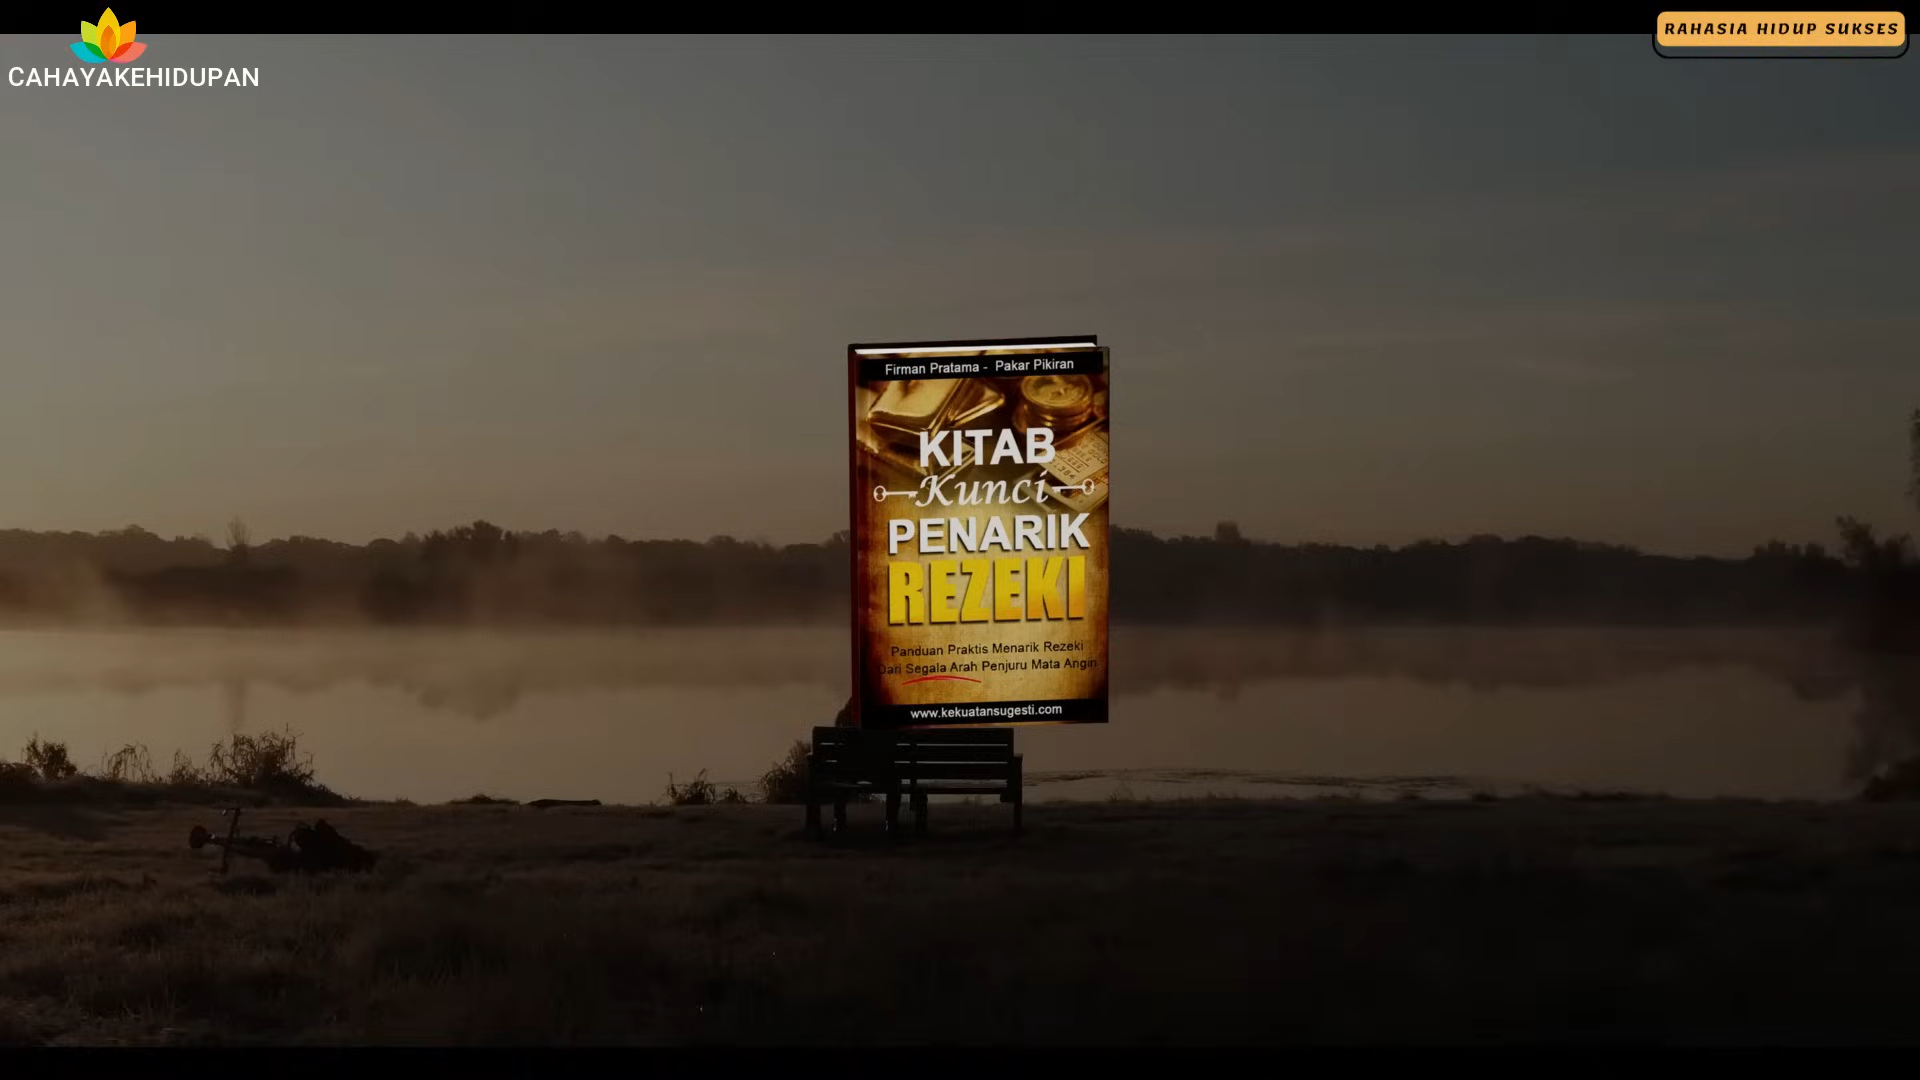 CAHAYAKEHIDUPAN
RAHASIA HIDUP SUKSES
Firman Pratama - Pakar Pikiran
KITAB
Kunci
PENARIK
REZEKI
Panduan Praktis Menarik Rezeki
Dari Segala Arah Penjuru Mata Angin
www.kekuatansugesti.com